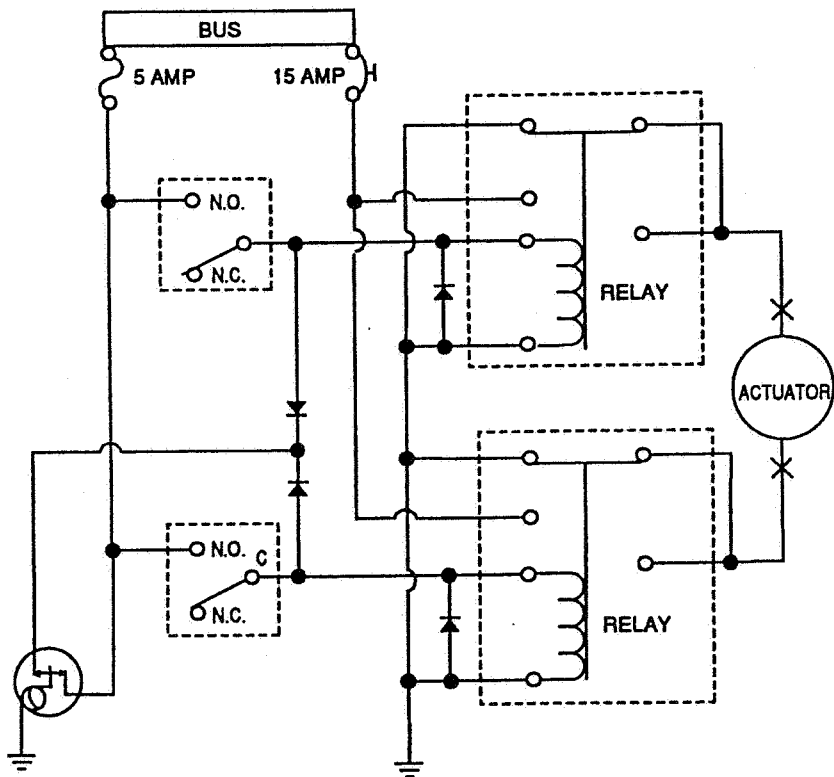 BUS
5 AMP
15 AMP
N.O.
N.C.
RELAY
ACTUATOR
N.O.
C
N.C.
RELAY